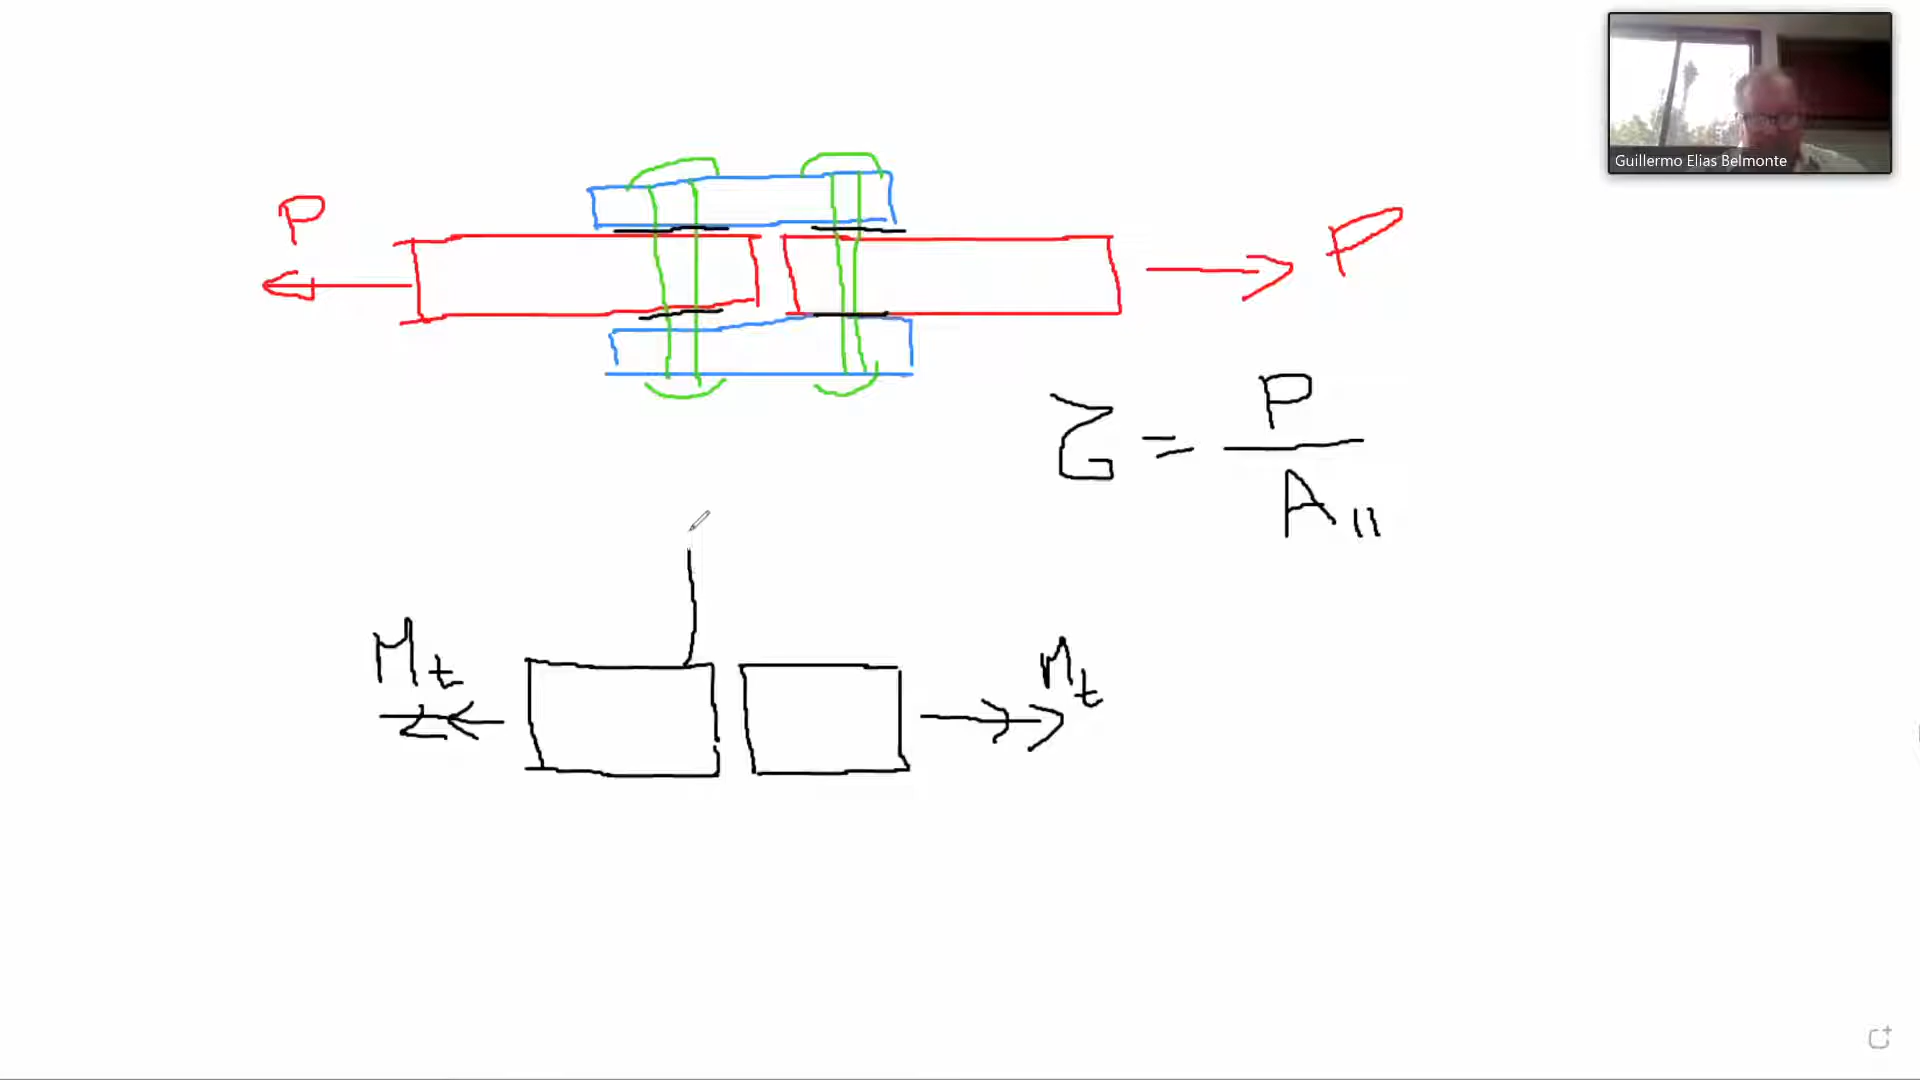 Guillermo Elias Belmonte
P
P
τ = P / A||
Mt
Mt